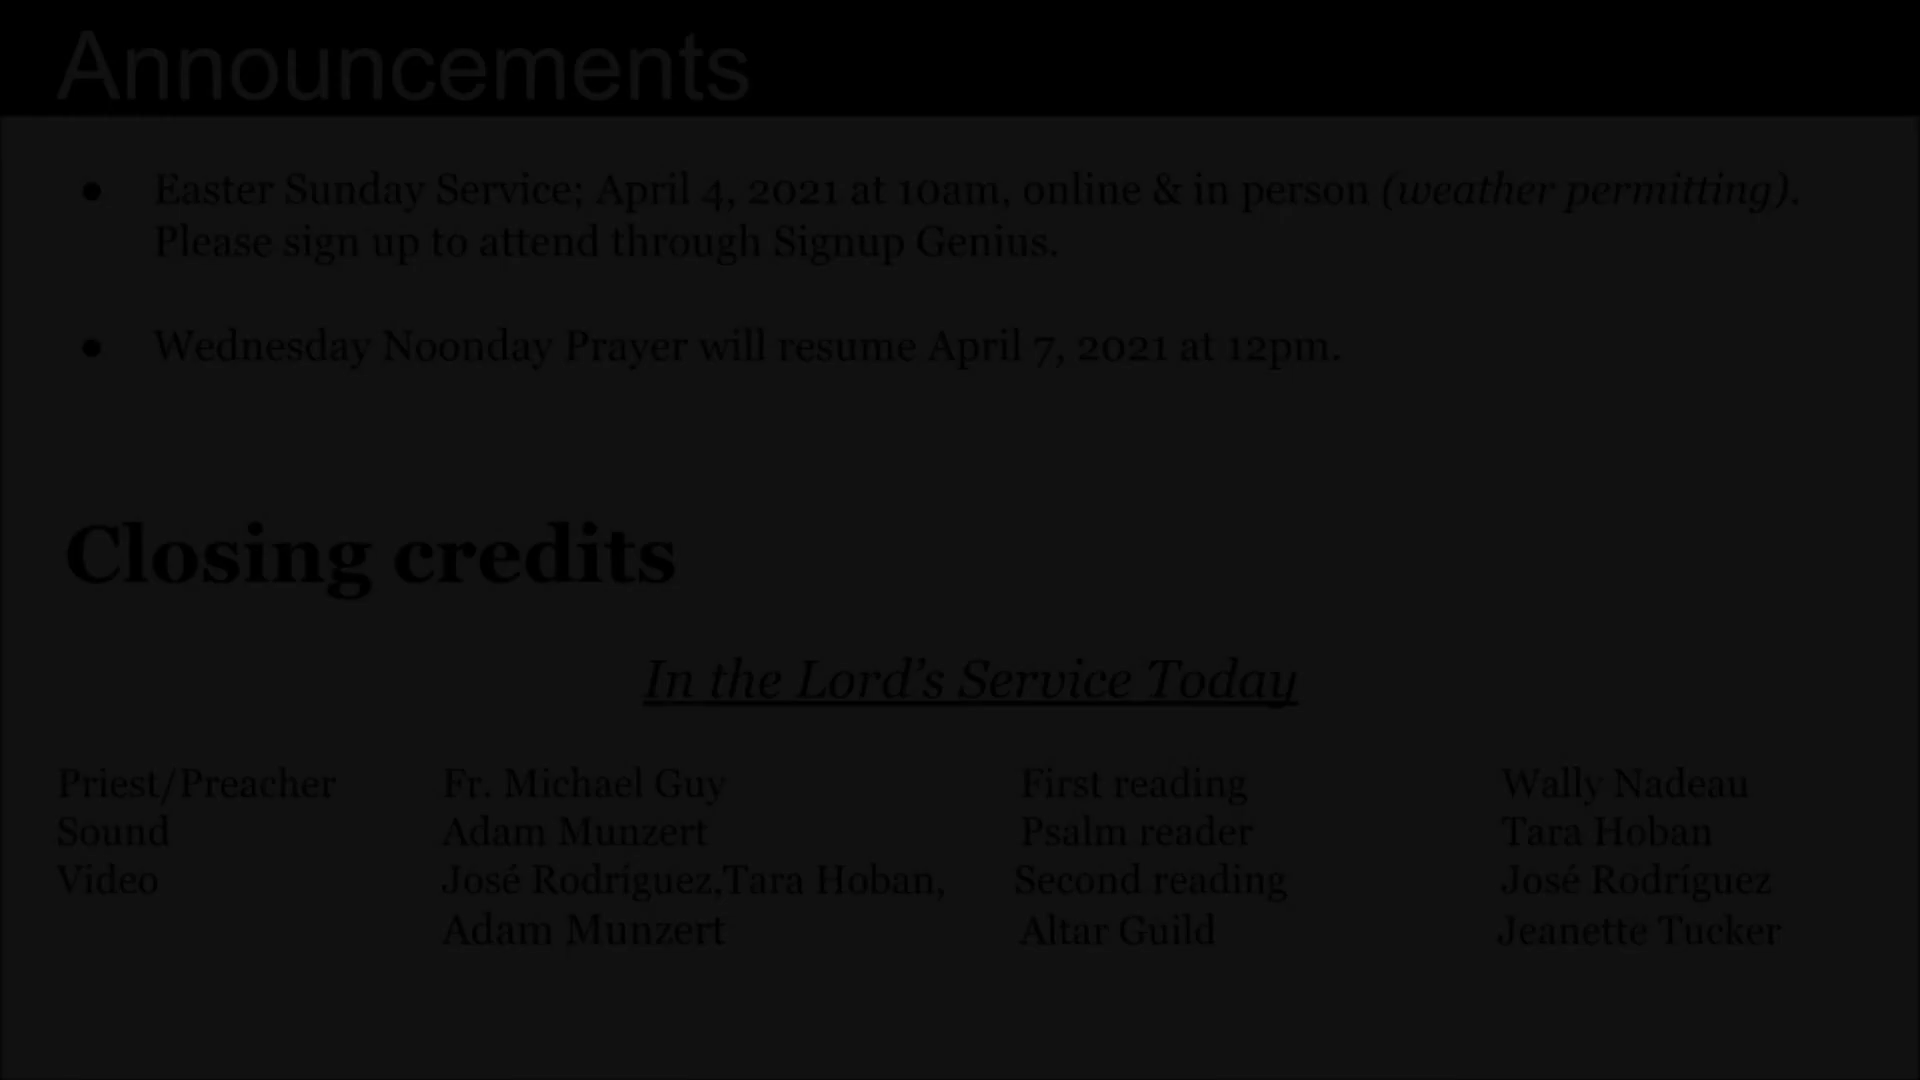 Announcements
● Easter Sunday Service; April 4, 2021 at 10am, online & in person (weather permitting).
Please sign up to attend through Signup Genius.
● Wednesday Noonday Prayer will resume April 7, 2021 at 12pm.
Closing credits
In the Lord's Service Today
Priest/Preacher Fr. Michael Guy First reading Wally Nadeau
Sound Adam Munzert Psalm reader Tara Hoban
Video José Rodríguez,Tara Hoban, Second reading José Rodríguez
Adam Munzert Altar Guild Jeanette Tucker